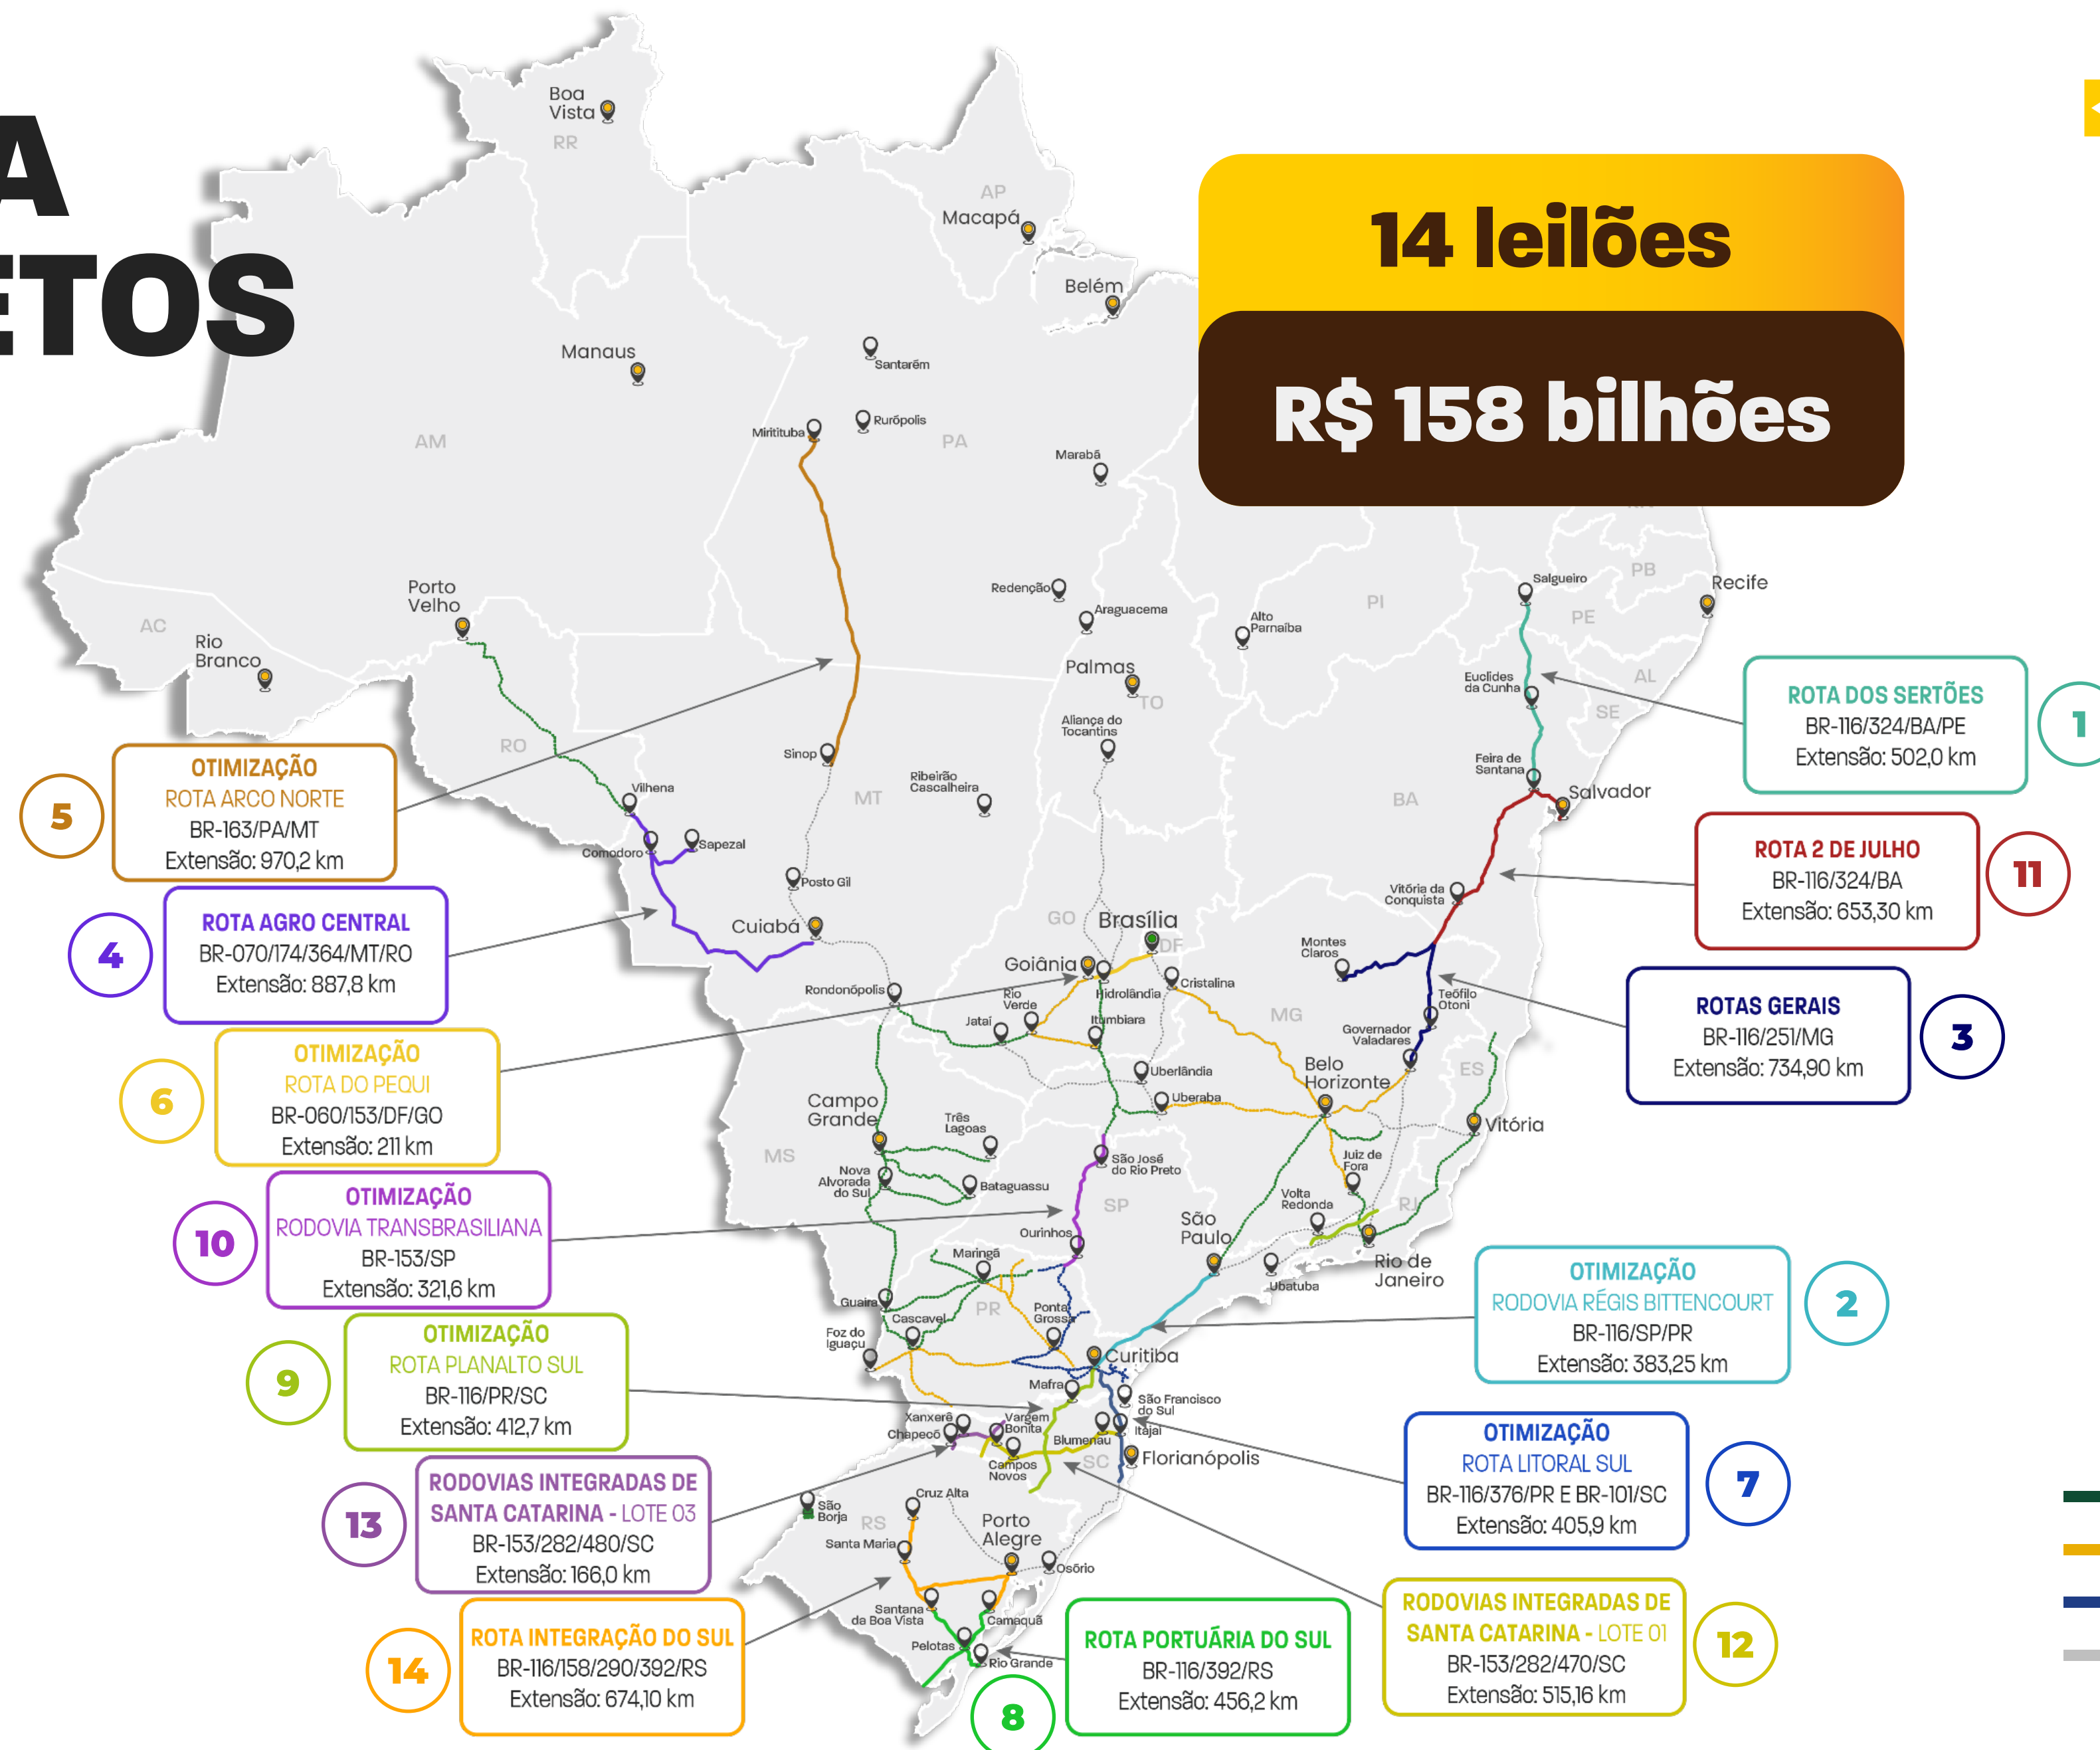 A
ETOS
14 leilões
R$ 158 bilhões
Boa
Vista
RR
AP
Macapá
Belém
Manaus
Santarém
Rurópolis
Miritituba
AM
PA
Marabá
Redenção
Araguacema
Alto
Parnaíba
PI
Salgueiro
PB
Recife
PE
Porto
Velho
AC
Rio
Branco
Palmas
TO
Euclides
da Cunha
AL
SE
Aliança do
Tocantins
RO
Sinop
Ribeirão
Cascalheira
MT
Feira de
Santana
Salvador
BA
Vilhena
Comodoro
Sapezal
Posto Gil
Vitória da
Conquista
Cuiabá
GO
Brasília
DF
Montes
Claros
Goiânia
Hidrolândia
Cristalina
Rondonópolis
Rio
Verde
Jataí
Itumbiara
MG
Teófilo
Otoni
Governador
Valadares
Belo
Horizonte
ES
Uberlândia
Uberaba
Campo
Grande
Três
Lagoas
Vitória
MS
São José
do Rio Preto
Nova
Alvorada
do Sul
Bataguassu
Juiz de
Fora
SP
Volta
Redonda
RJ
São
Paulo
Ourinhos
Maringá
Rio de
Janeiro
Ubatuba
Guaira
PR
Cascavel
Ponta
Grossa
Foz do
Iguaçu
Curitiba
Mafra
São Francisco
do Sul
Xanxerê
Chapecó
Vargem
Bonita
Blumenau
Itajaí
Campos
Novos
SC
Florianópolis
Cruz Alta
São
Borja
RS
Porto
Alegre
Santa Maria
Osório
Santana
da Boa Vista
Camaquã
Pelotas
Rio Grande
ROTA DOS SERTÕES
BR-116/324/BA/PE
Extensão: 502,0 km
1
ROTA 2 DE JULHO
BR-116/324/BA
Extensão: 653,30 km
11
ROTAS GERAIS
BR-116/251/MG
Extensão: 734,90 km
3
OTIMIZAÇÃO
RODOVIA RÉGIS BITTENCOURT
BR-116/SP/PR
Extensão: 383,25 km
2
OTIMIZAÇÃO
ROTA LITORAL SUL
BR-116/376/PR E BR-101/SC
Extensão: 405,9 km
7
RODOVIAS INTEGRADAS DE
SANTA CATARINA - LOTE 01
BR-153/282/470/SC
Extensão: 515,16 km
12
ROTA PORTUÁRIA DO SUL
BR-116/392/RS
Extensão: 456,2 km
8
5
OTIMIZAÇÃO
ROTA ARCO NORTE
BR-163/PA/MT
Extensão: 970,2 km
4
ROTA AGRO CENTRAL
BR-070/174/364/MT/RO
Extensão: 887,8 km
6
OTIMIZAÇÃO
ROTA DO PEQUI
BR-060/153/DF/GO
Extensão: 211 km
10
OTIMIZAÇÃO
RODOVIA TRANSBRASILIANA
BR-153/SP
Extensão: 321,6 km
9
OTIMIZAÇÃO
ROTA PLANALTO SUL
BR-116/PR/SC
Extensão: 412,7 km
13
RODOVIAS INTEGRADAS DE
SANTA CATARINA - LOTE 03
BR-153/282/480/SC
Extensão: 166,0 km
14
ROTA INTEGRAÇÃO DO SUL
BR-116/158/290/392/RS
Extensão: 674,10 km